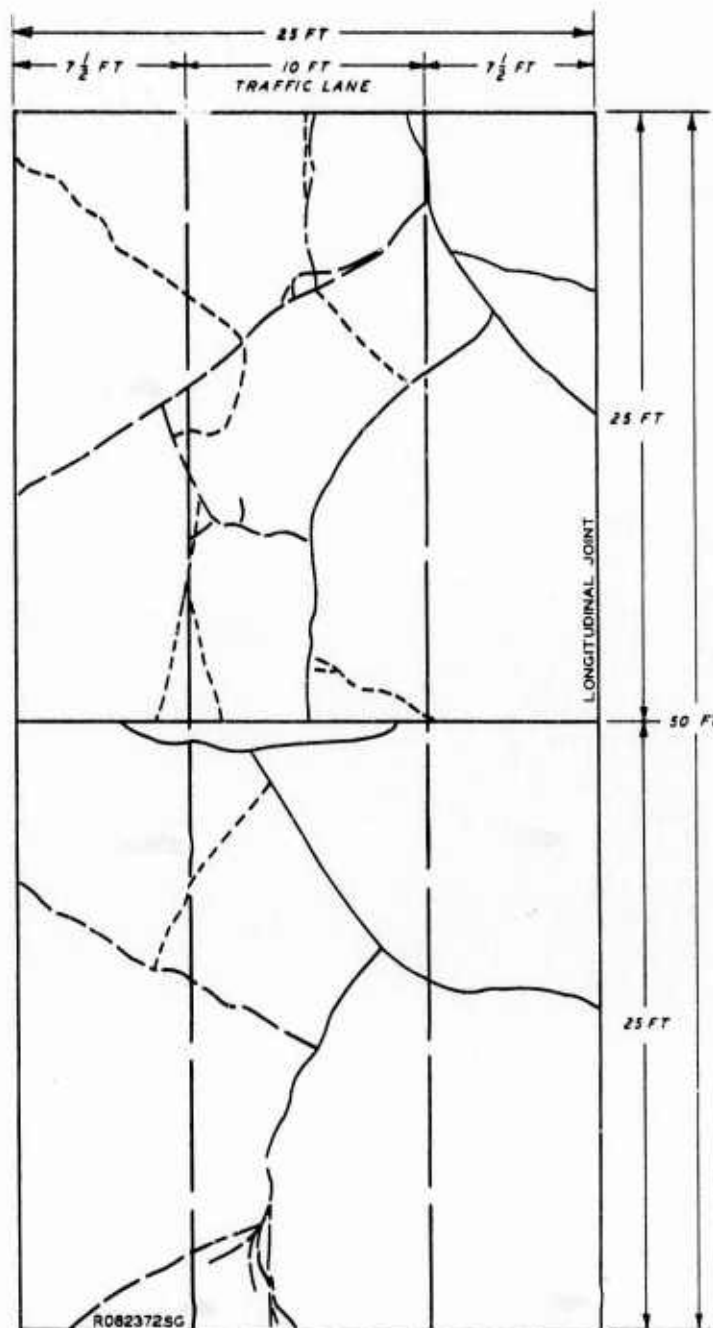 25 FT
7 1/2 FT
10 FT
7 1/2 FT
TRAFFIC LANE
25 FT
LONGITUDINAL JOINT
50 FT
25 FT
R082372SG